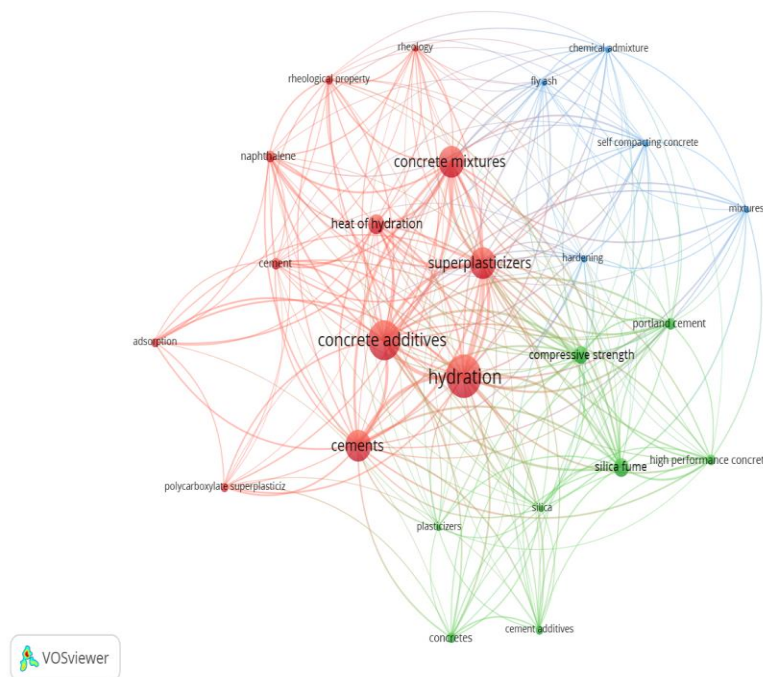 rheology
chemical admixture
rheological property
fly ash
self compacting concrete
naphthalene
concrete mixtures
mixtures
heat of hydration
hardening
superplasticizers
cement
portland cement
concrete additives
adsorption
compressive strength
hydration
cements
high performance concret
silica fume
polycarboxylate superplasticiz
silica
plasticizers
cement additives
concretes
VOSviewer